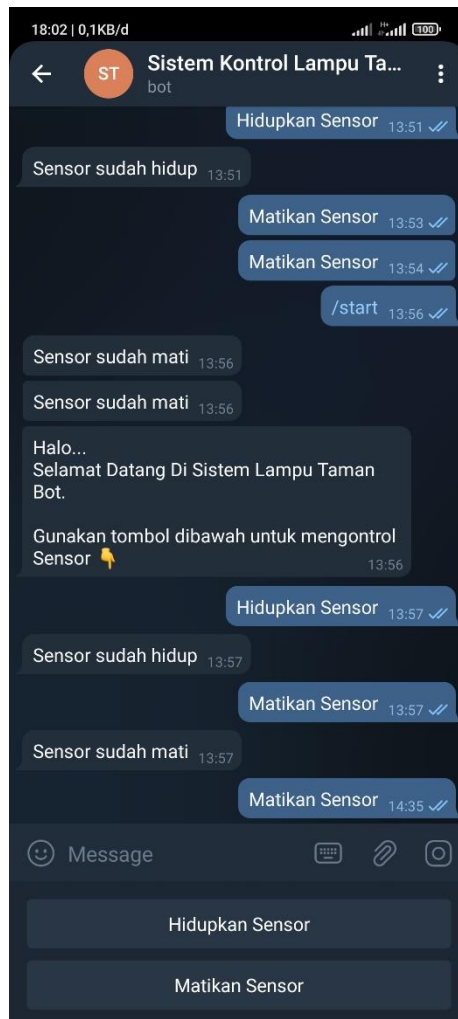 18:02 | 0,1KB/d
H+
100
ST
Sistem Kontrol Lampu Ta...
bot
Hidupkan Sensor 13:51
Sensor sudah hidup 13:51
Matikan Sensor 13:53
Matikan Sensor 13:54
/start 13:56
Sensor sudah mati 13:56
Sensor sudah mati 13:56
Halo...
Selamat Datang Di Sistem Lampu Taman
Bot.
Gunakan tombol dibawah untuk mengontrol
Sensor 👇 13:56
Hidupkan Sensor 13:57
Sensor sudah hidup 13:57
Matikan Sensor 13:57
Sensor sudah mati 13:57
Matikan Sensor 14:35
Message
Hidupkan Sensor
Matikan Sensor